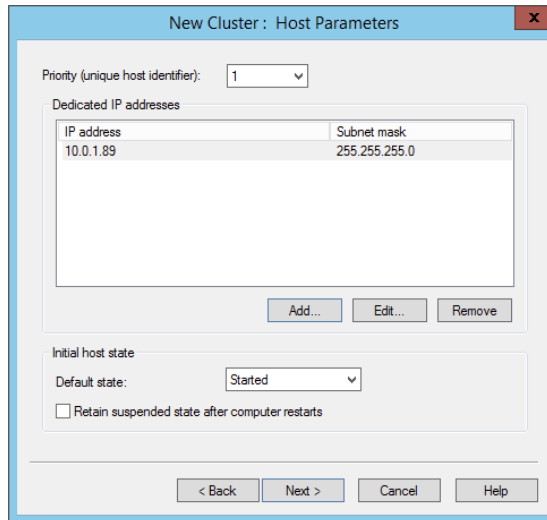 New Cluster : Host Parameters
x
Priority (unique host identifier): 1
Dedicated IP addresses
IP address Subnet mask
10.0.1.89 255.255.255.0
Add... Edit... Remove
Initial host state
Default state: Started
Retain suspended state after computer restarts
< Back Next > Cancel Help